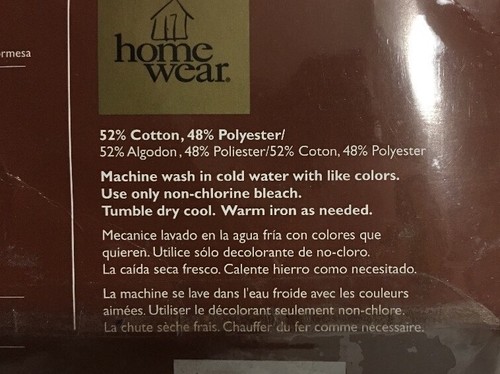 ormesa
home
wear.®
52% Cotton, 48% Polyester/
52% Algodon, 48% Poliester/52% Coton, 48% Polyester
Machine wash in cold water with like colors.
Use only non-chlorine bleach.
Tumble dry cool. Warm iron as needed.
Mecanice lavado en la agua fría con colores que
quieren. Utilice sólo decolorante de no-cloro.
La caída seca fresco. Calente hierro como necesitado.
La machine se lave dans l'eau froide avec les couleurs
aimées. Utiliser le décolorant seulement non-chlore.
La chute sèche frais. Chauffer du fer comme nécessaire.